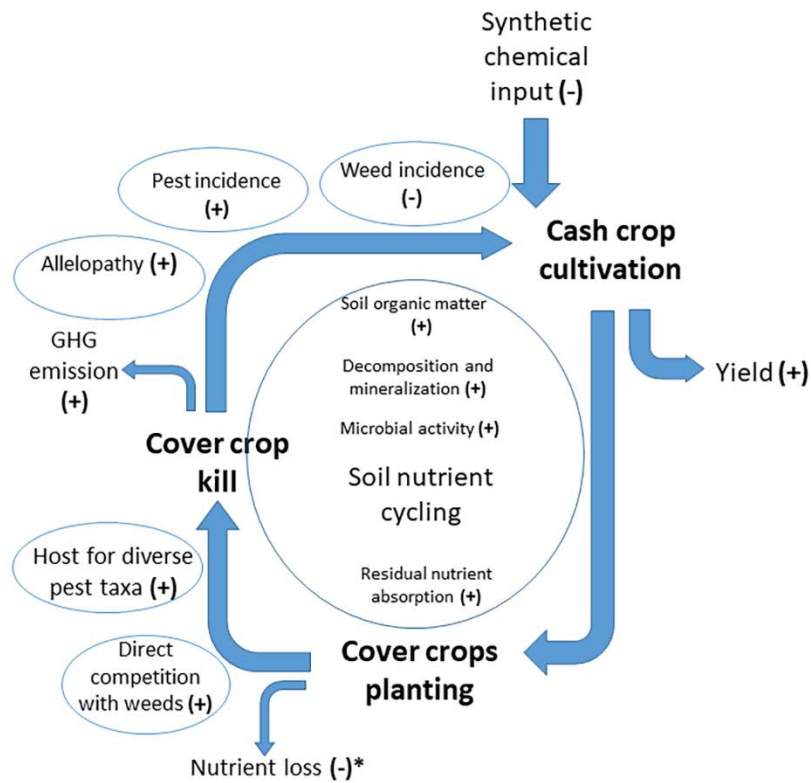 Synthetic
chemical
input (-)
Pest incidence
(+)
Weed incidence
(-)
Cash crop
cultivation
Allelopathy (+)
Soil organic matter
(+)
GHG
emission
(+)
Decomposition and
mineralization (+)
Yield (+)
Microbial activity (+)
Cover crop
kill
Soil nutrient
cycling
Host for diverse
pest taxa (+)
Residual nutrient
absorption (+)
Direct
competition
with weeds (+)
Cover crops
planting
Nutrient loss (-)*